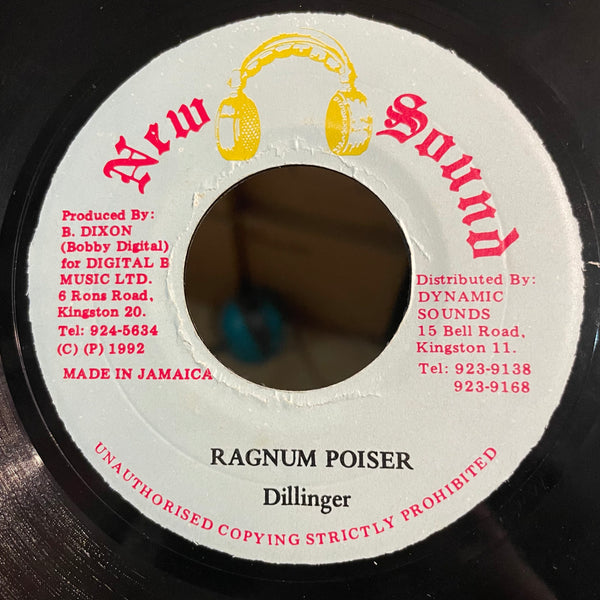 New Sound
Produced By:
B. DIXON
(Bobby Digital)
for DIGITAL B
MUSIC LTD.
6 Rons Road,
Kingston 20.
Tel: 924-5634
(C) (P) 1992
MADE IN JAMAICA
Distributed By:
DYNAMIC
SOUNDS
15 Bell Road,
Kingston 11.
Tel: 923-9138
923-9168
RAGNUM POISER
Dillinger
UNAUTHORISED COPYING STRICTLY PROHIBITED